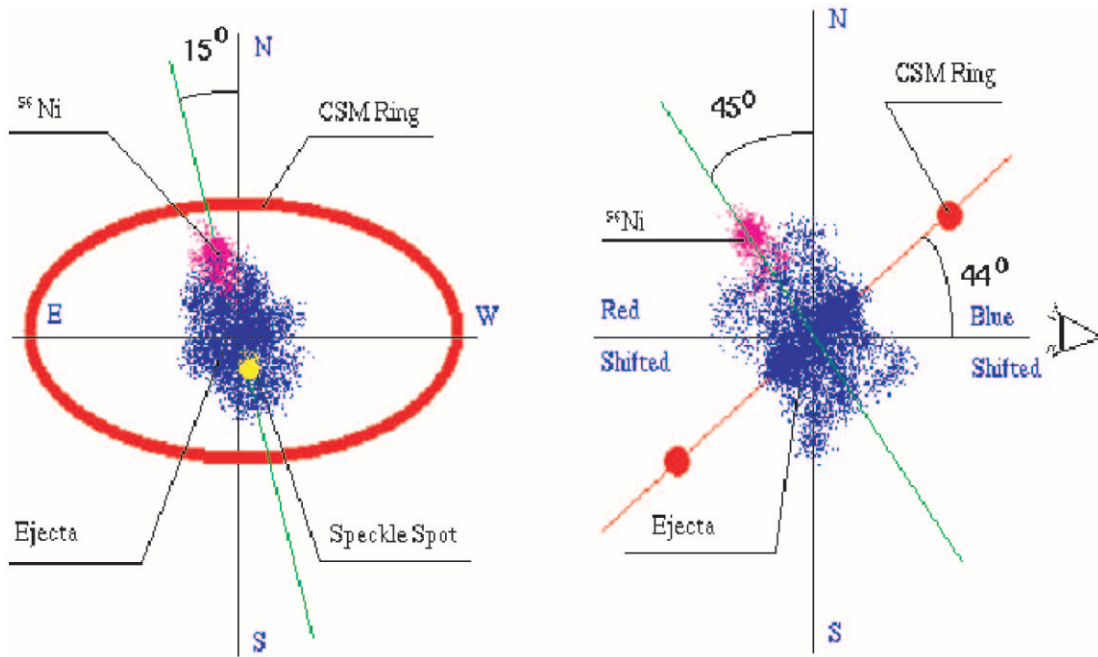 15⁰
N
⁵⁶Ni
CSM Ring
E
W
Ejecta
Speckle Spot
S
N
CSM Ring
45⁰
⁵⁶Ni
44⁰
Red
Blue
Shifted
Shifted
Ejecta
S